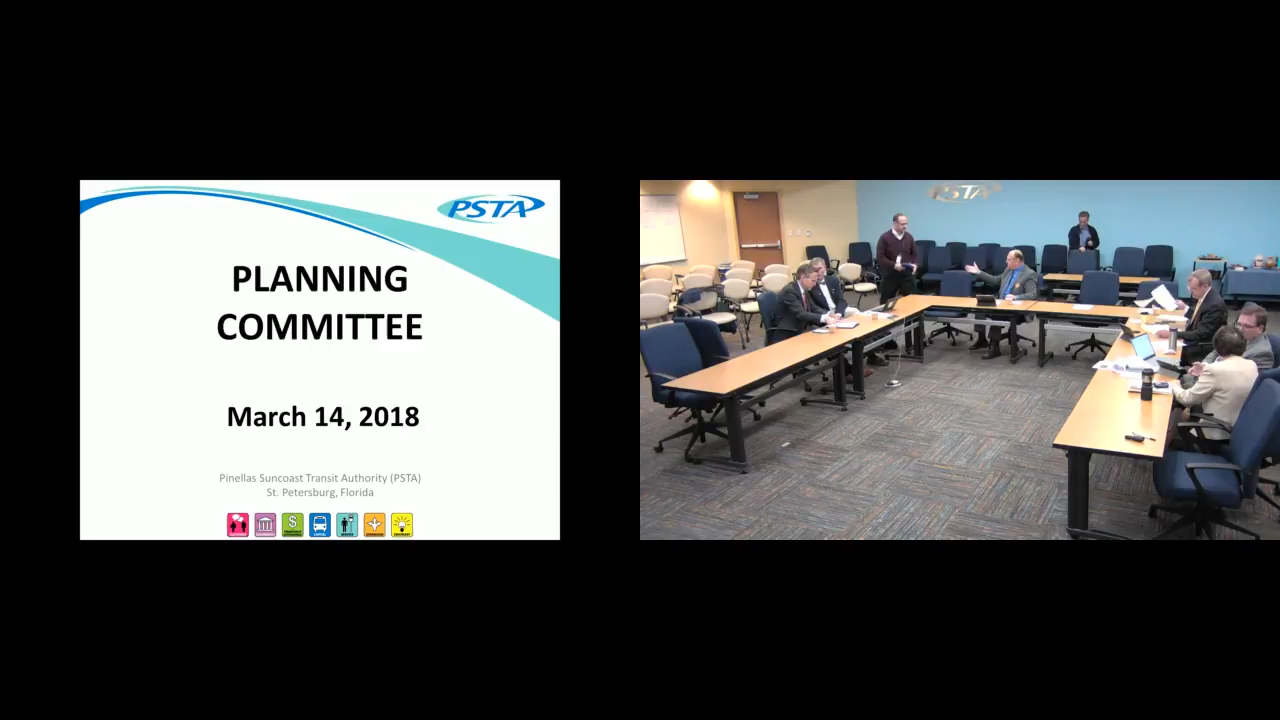 PSTA
PLANNING
COMMITTEE
March 14, 2018
Pinellas Suncoast Transit Authority (PSTA)
St. Petersburg, Florida
PSTA